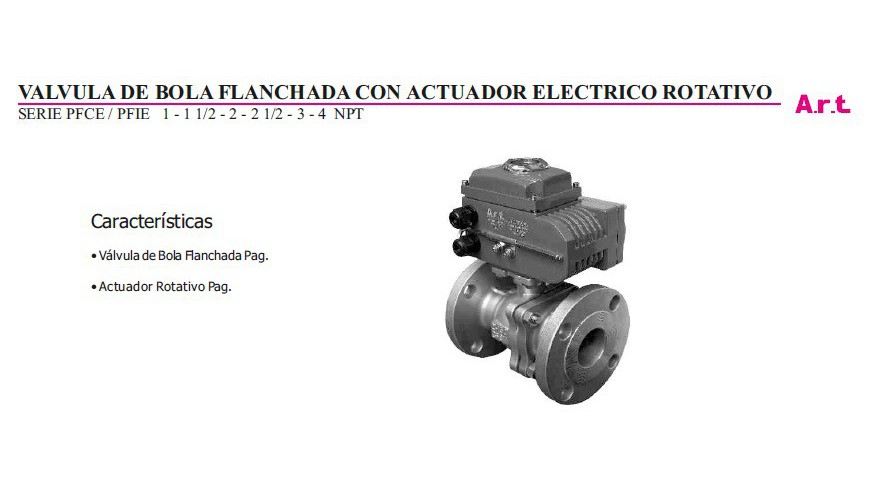 VALVULA DE BOLA FLANCHADA CON ACTUADOR ELECTRICO ROTATIVO
A.r.t.
SERIE PFCE / PFIE 1 - 1 1/2 - 2 - 2 1/2 - 3 - 4 NPT
Características
• Válvula de Bola Flanchada Pag.
• Actuador Rotativo Pag.
A.r.t.